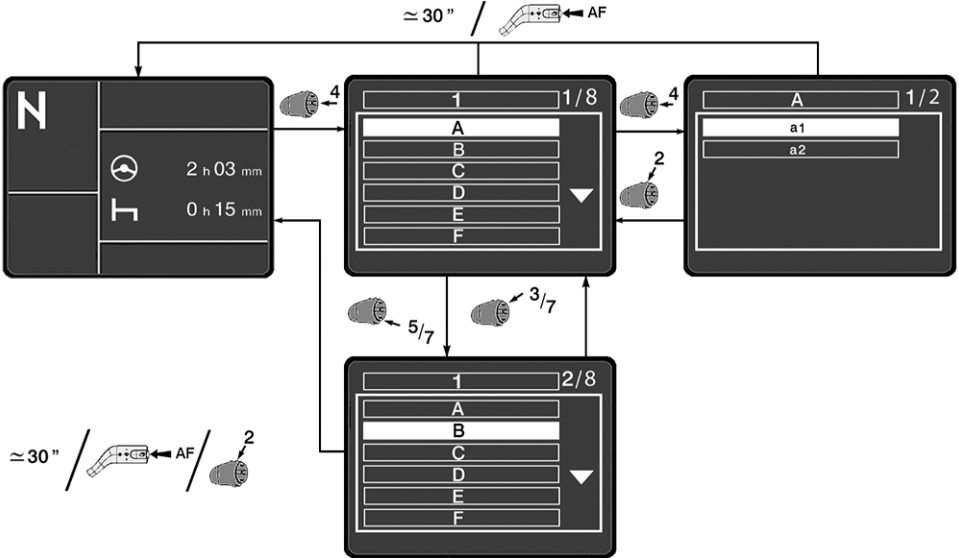 ≃ 30 ” / AF
N
2 h 03 mm
0 h 15 mm
4
1 1/8
A
B
C
D
E
F
4
2
A 1/2
a1
a2
5/7
3/7
1 2/8
A
B
C
D
E
F
≃ 30 ” / AF / 2